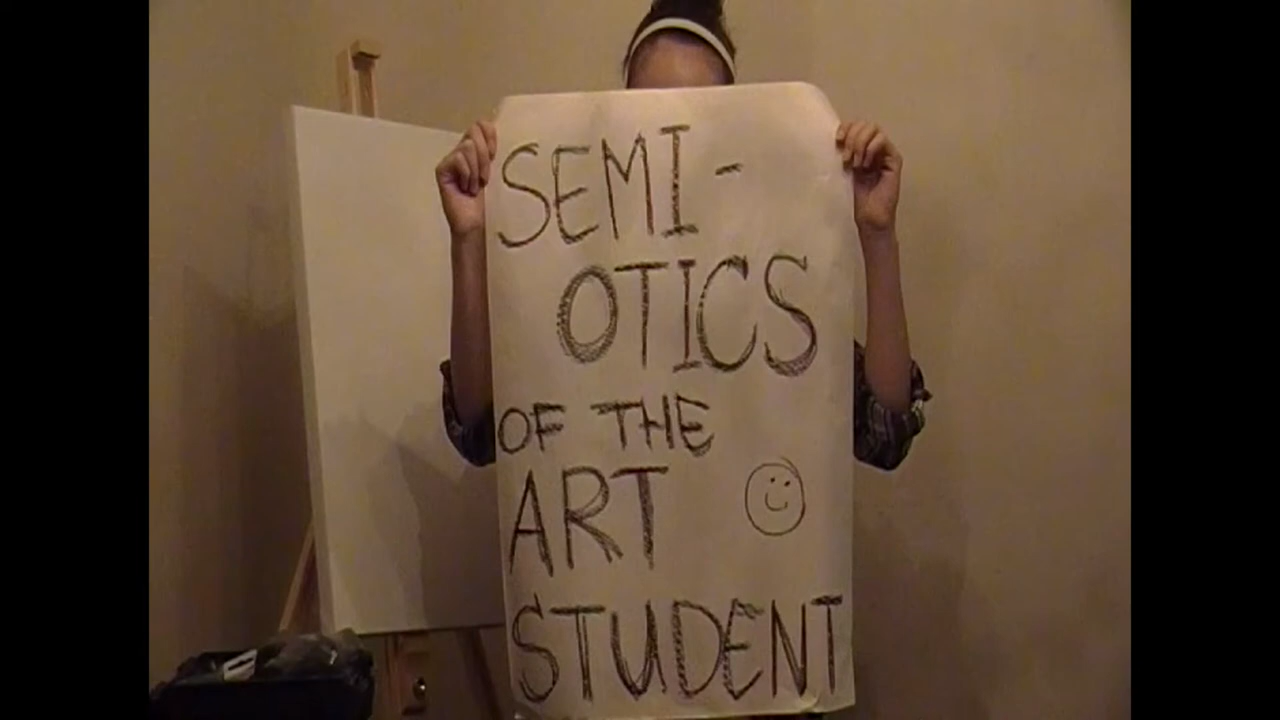 SEMI-
OTICS
OF THE
ART
STUDENT